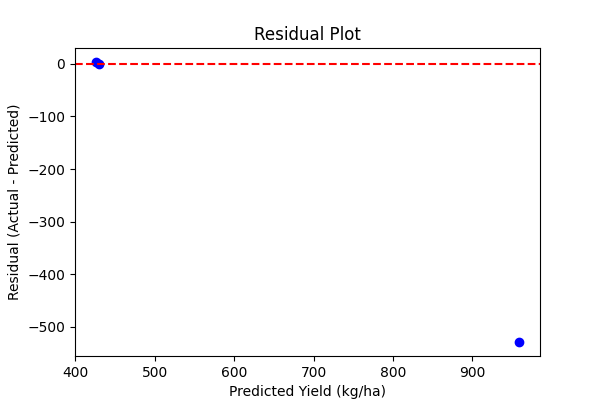 Residual Plot
Residual (Actual - Predicted)
0
−100
−200
−300
−400
−500
400 500 600 700 800 900
Predicted Yield (kg/ha)